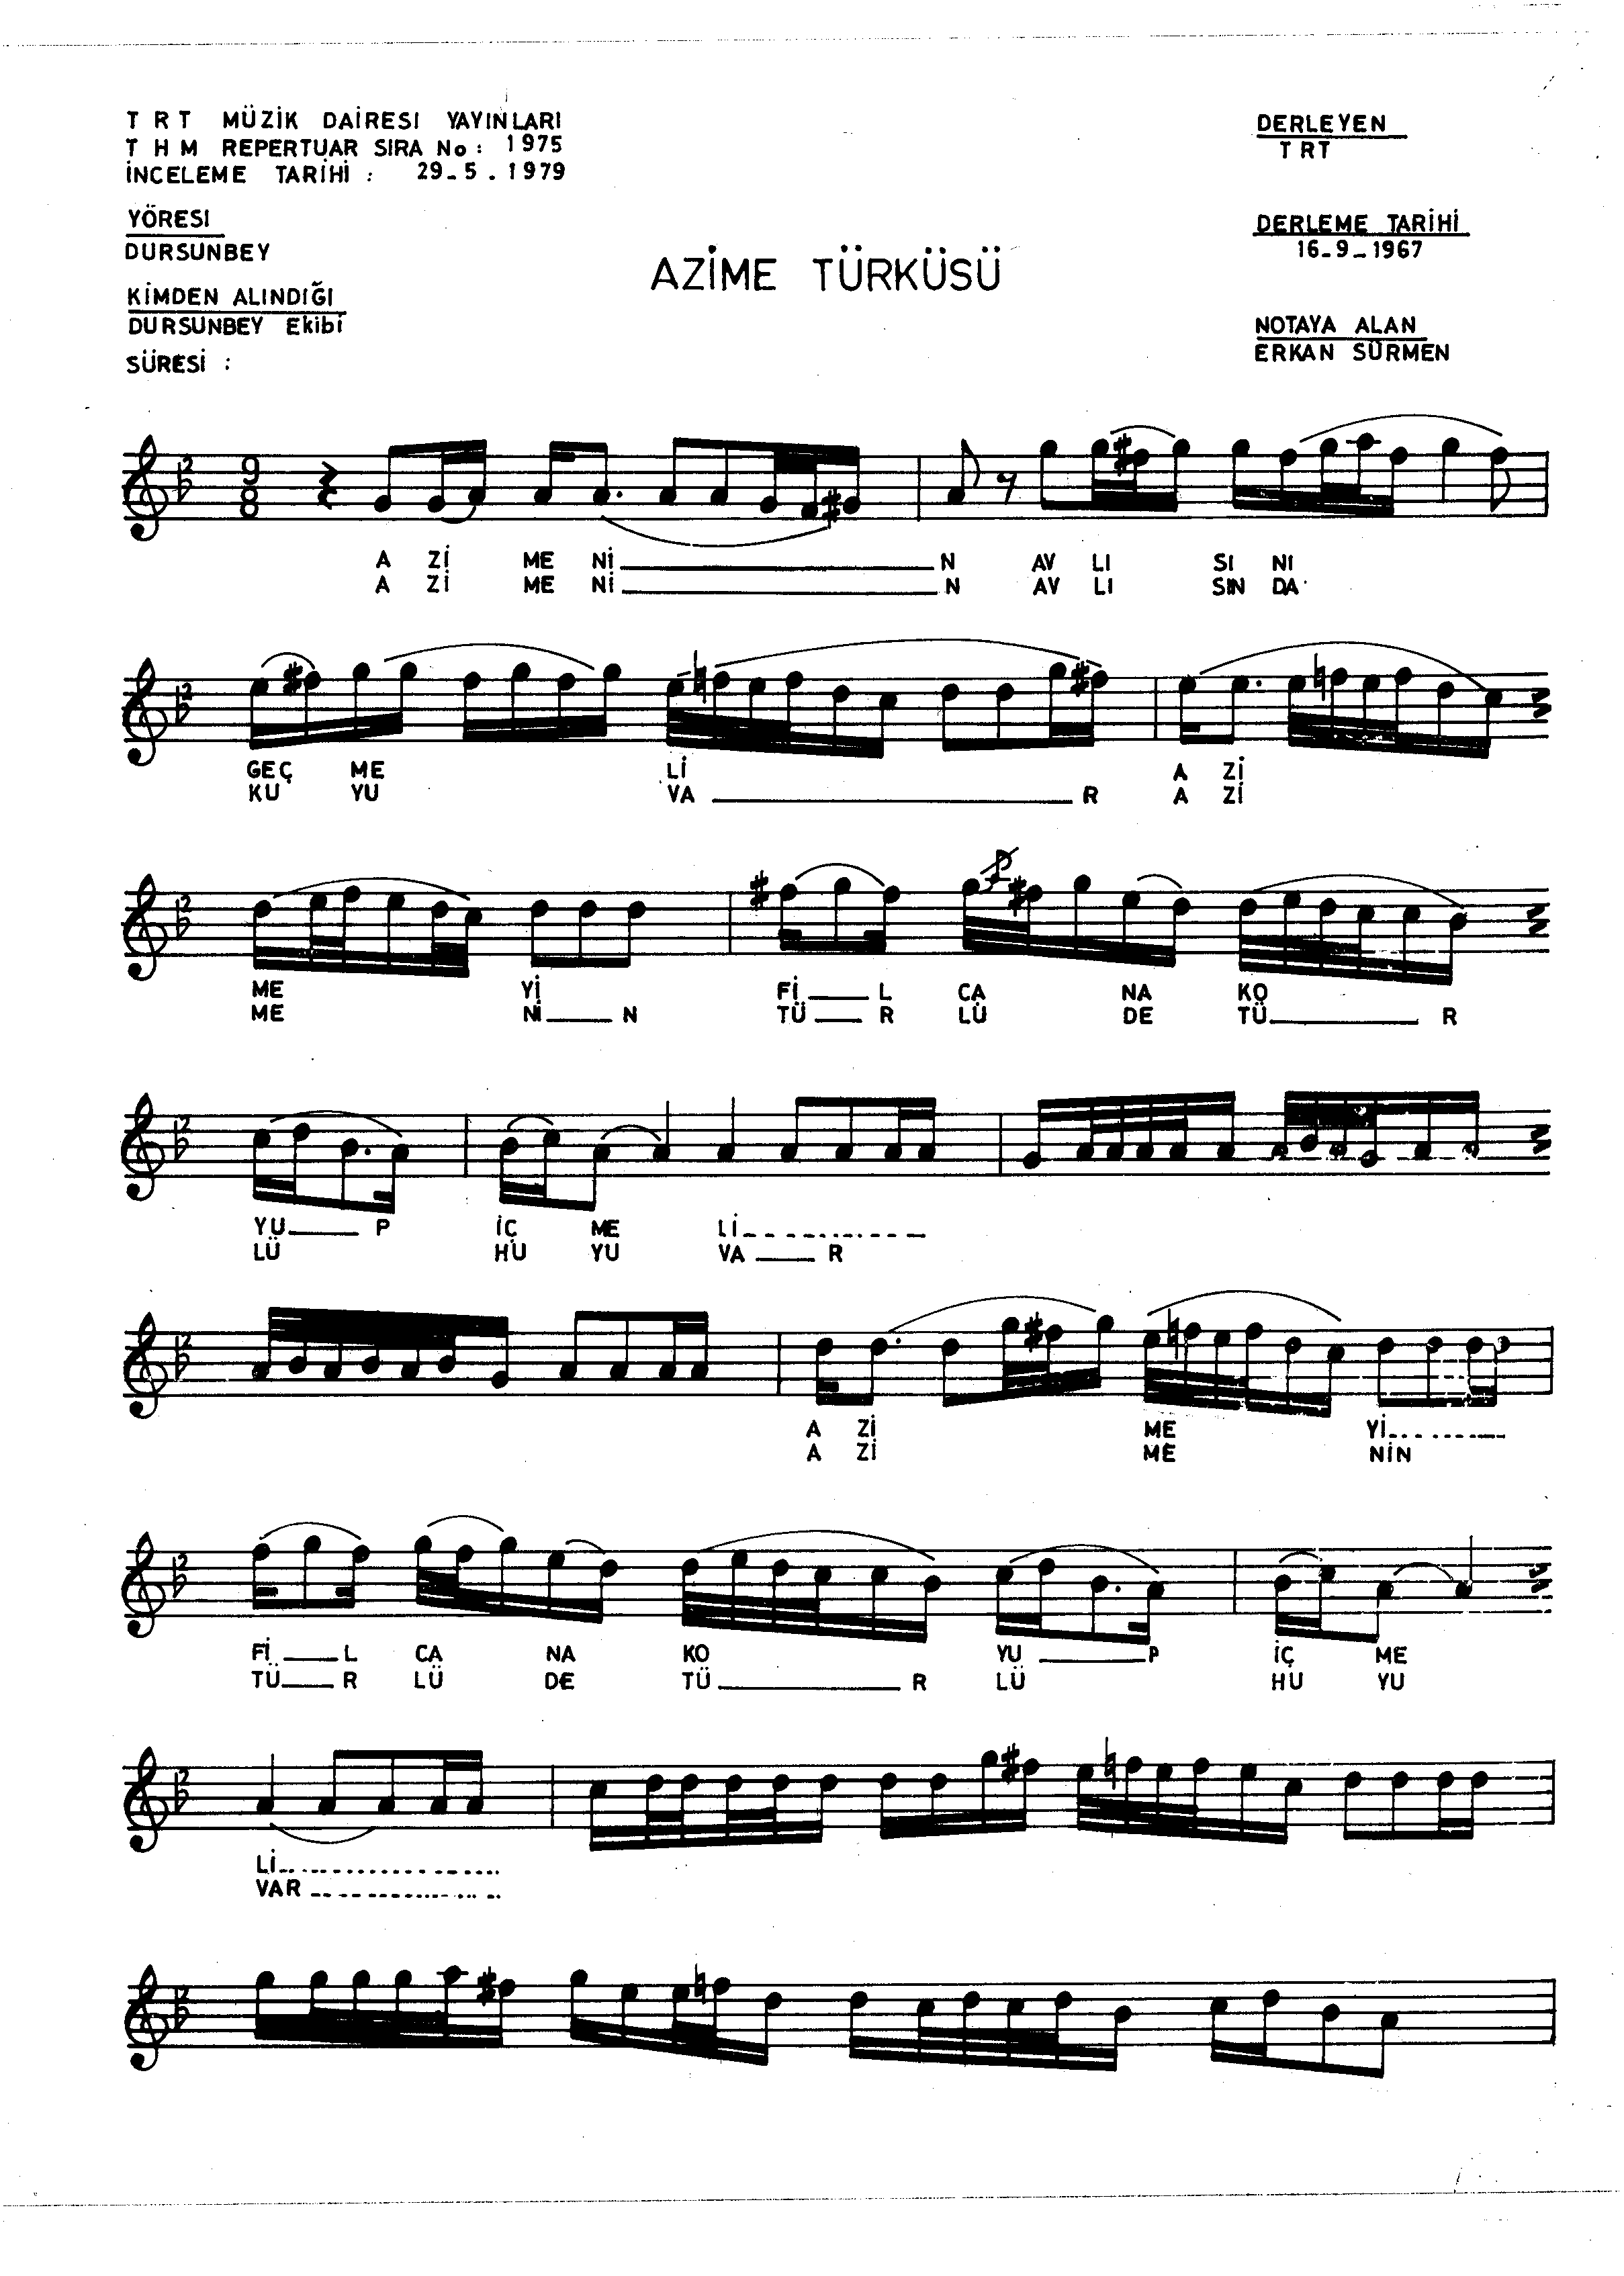 TRT MÜZİK DAİRESI YAYINLARI
THM REPERTUAR SIRA No: 1975
İNCELEME TARİHİ : 29-5.1979
DERLEYEN
TRT
YÖRESI
DURSUNBEY
DERLEME TARİHİ
16-9-1967
AZİME TÜRKÜSÜ
KİMDEN ALINDIĞI
DURSUNBEY Ekibi
NOTAYA ALAN
ERKAN SÜRMEN
SÜRESİ :
9
8
A Zİ ME Nİ N AV LI SI NI
A Zİ ME Nİ N AV LI SIN DA
GEÇ ME Lİ A Zİ
KU YU VA R A Zİ
ME Yİ Fİ L CA NA KO
ME Nİ N TÜ R LÜ DE TÜ R
YU P İÇ ME Lİ
LÜ HU YU VA R
A Zİ ME Yİ
A Zİ ME NİN
Fİ L CA NA KO YU P İÇ ME
TÜ R LÜ DE TÜ R LÜ HU YU
Lİ
VAR